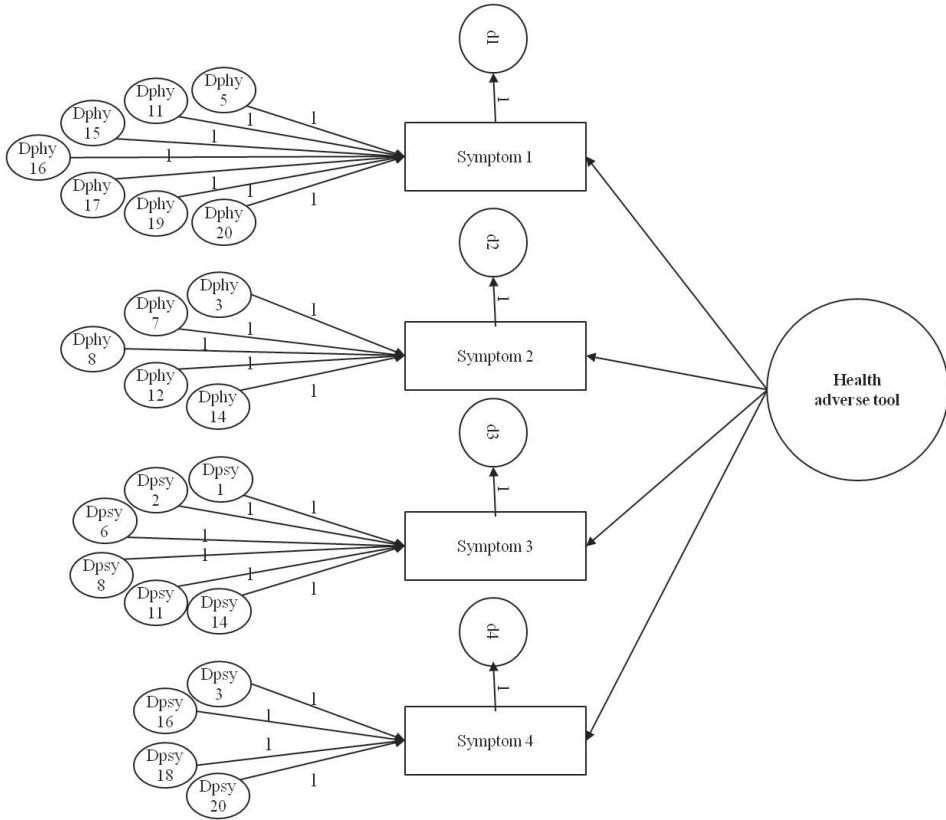 d1
1
Dphy
5
Dphy
11
Dphy
15
Dphy
16
Dphy
17
Dphy
19
Dphy
20
1
1
1
1
1
1
1
Symptom 1
d2
1
Dphy
3
Dphy
7
Dphy
8
Dphy
12
Dphy
14
1
1
1
1
1
Symptom 2
Health
adverse tool
d3
1
Dpsy
1
Dpsy
2
Dpsy
6
Dpsy
8
Dpsy
11
Dpsy
14
1
1
1
1
1
1
Symptom 3
d4
1
Dpsy
3
Dpsy
16
Dpsy
18
Dpsy
20
1
1
1
1
Symptom 4